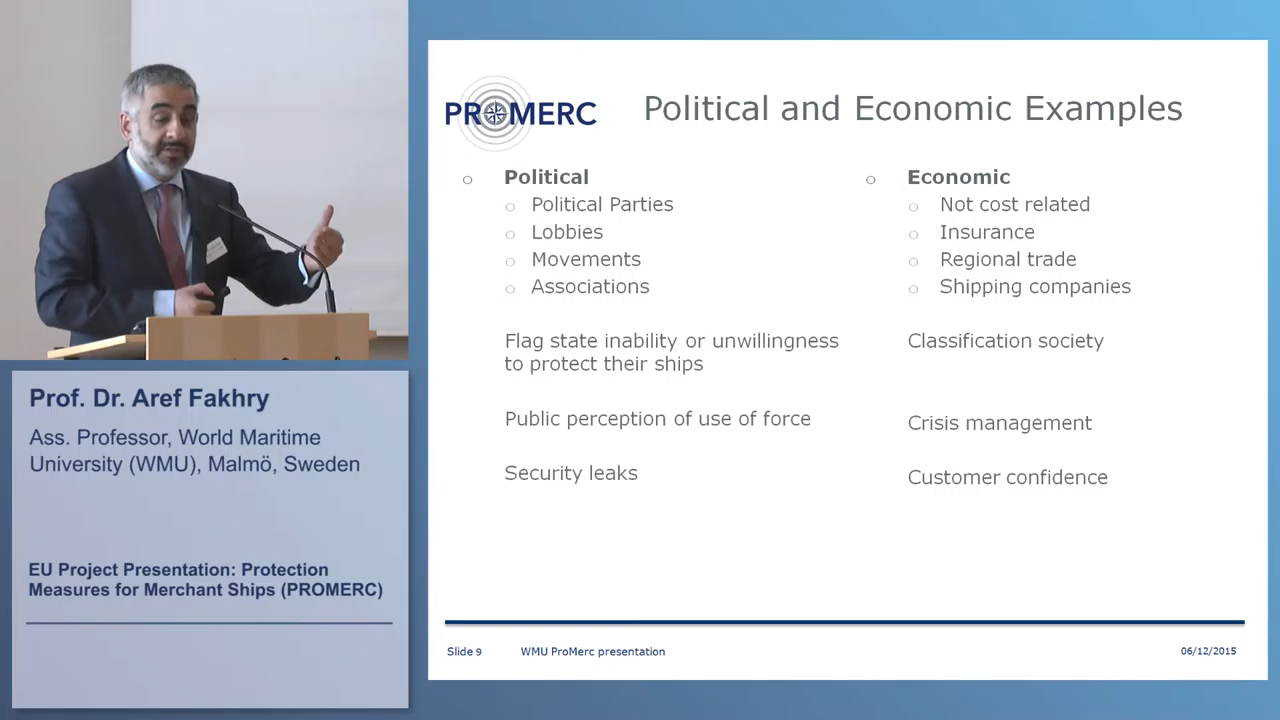 PROMERC
Political and Economic Examples
Political
Political Parties
Lobbies
Movements
Associations
Flag state inability or unwillingness
to protect their ships
Public perception of use of force
Security leaks
Economic
Not cost related
Insurance
Regional trade
Shipping companies
Classification society
Crisis management
Customer confidence
Slide 9
WMU ProMerc presentation
06/12/2015
Prof. Dr. Aref Fakhry
Ass. Professor, World Maritime
University (WMU), Malmö, Sweden
EU Project Presentation: Protection
Measures for Merchant Ships (PROMERC)